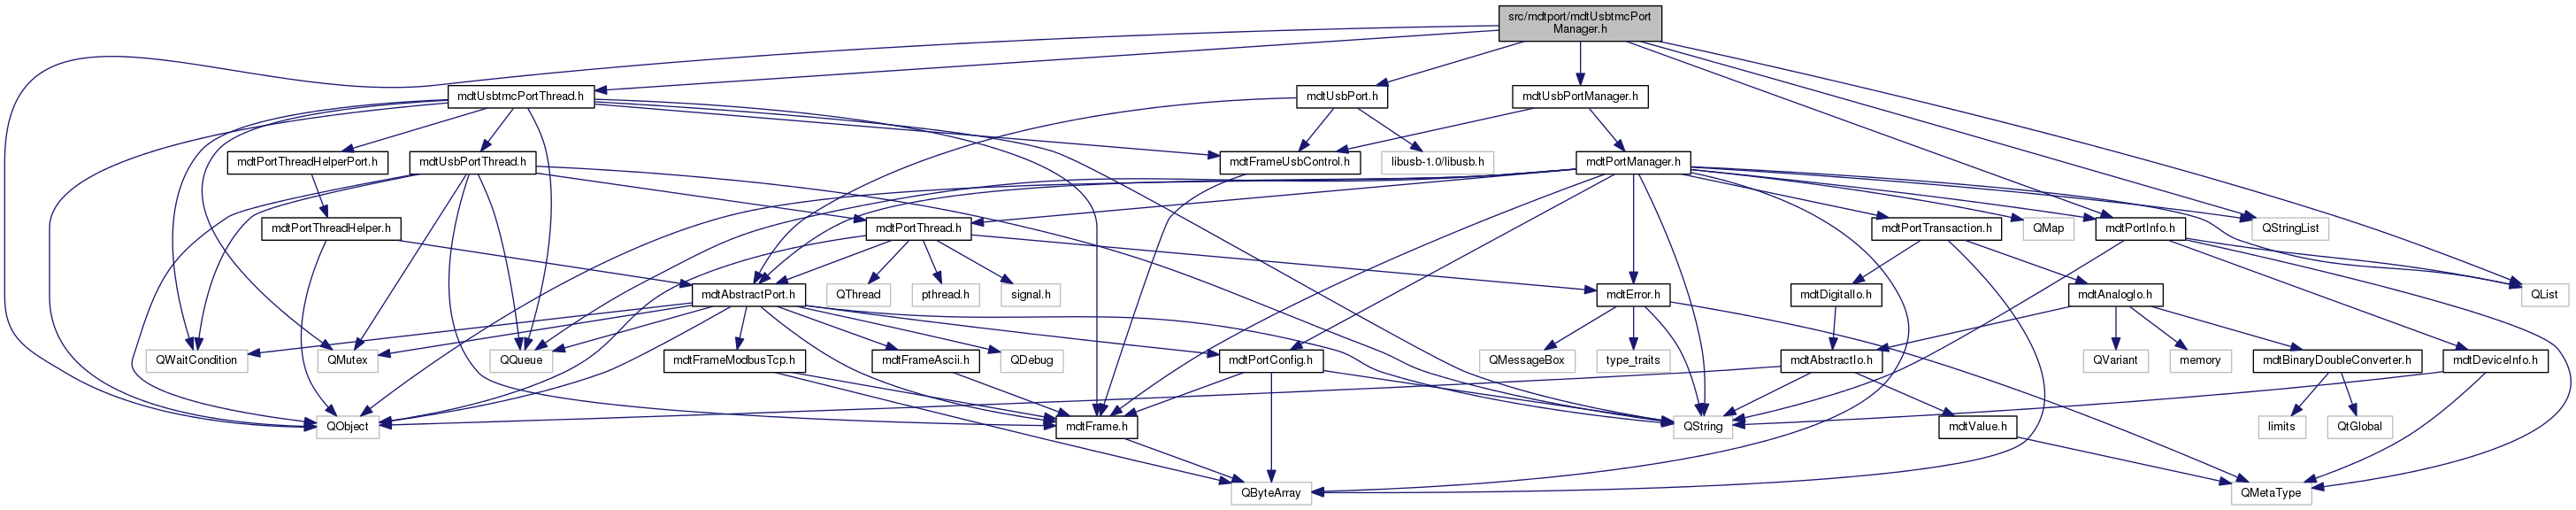 src/mdtport/mdtUsbtmcPort
Manager.h
mdtUsbtmcPortThread.h
mdtUsbPort.h
mdtUsbPortManager.h
mdtPortThreadHelperPort.h
mdtUsbPortThread.h
mdtFrameUsbControl.h
libusb-1.0/libusb.h
mdtPortManager.h
mdtPortThreadHelper.h
mdtPortThread.h
mdtPortTransaction.h
QMap
mdtPortInfo.h
QStringList
mdtAbstractPort.h
QThread
pthread.h
signal.h
mdtError.h
mdtDigitalIo.h
mdtAnalogIo.h
QList
QWaitCondition
QMutex
QQueue
mdtFrameModbusTcp.h
mdtFrameAscii.h
QDebug
mdtPortConfig.h
QMessageBox
type_traits
mdtAbstractIo.h
QVariant
memory
mdtBinaryDoubleConverter.h
mdtDeviceInfo.h
QObject
mdtFrame.h
QString
mdtValue.h
limits
QtGlobal
QByteArray
QMetaType